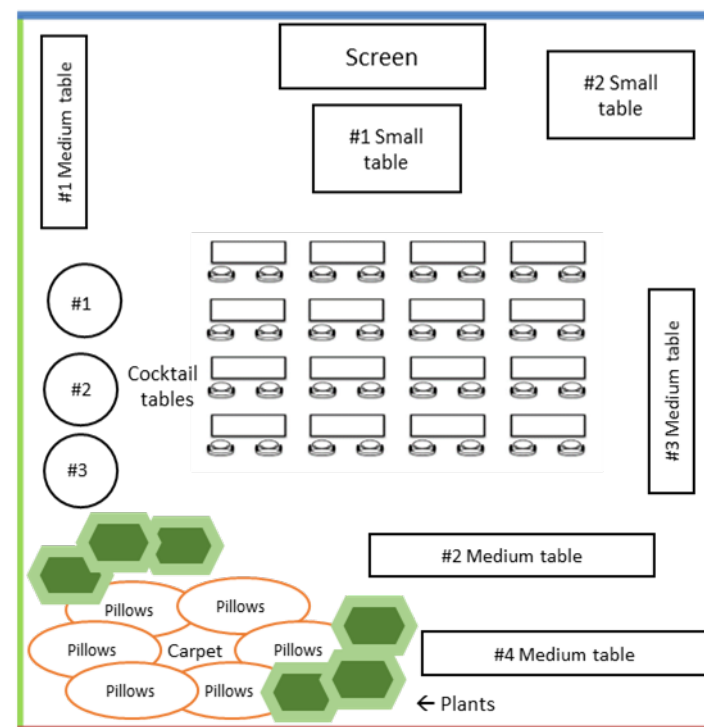 Screen
#2 Small
table
#1 Small
table
#1 Medium table
#1
#2
Cocktail
tables
#3
#3 Medium table
#2 Medium table
Pillows
Pillows
Pillows
Carpet
Pillows
Pillows
Pillows
#4 Medium table
← Plants